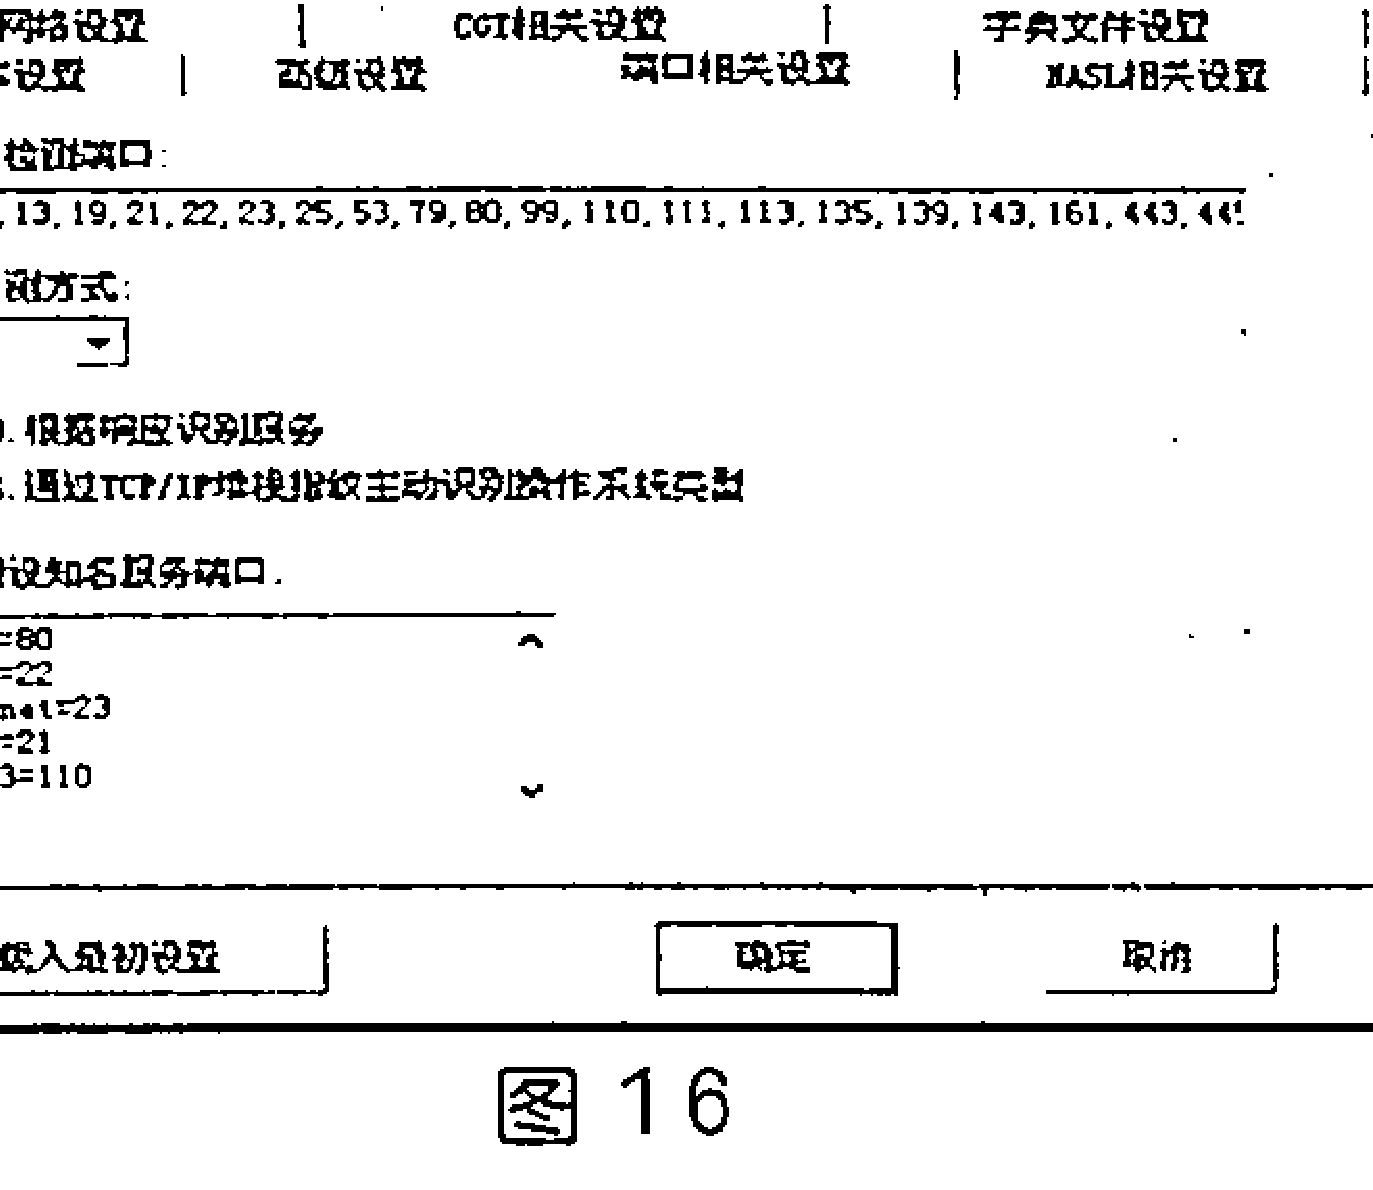 网络设置 CGI相关设置 字典文件设置
设置 设置 端口相关设置 NASL相关设置
检测端口:
, 13, 19, 21, 22, 23, 25, 53, 79, 80, 99, 110, 111, 113, 135, 139, 143, 161, 443, 44
测方式:
根据响应识别服务
通过TCP/IP堆栈指纹主动识别操作系统类型
设知名服务端口
=80
=22
net=23
=21
3=110
载入最初设置 确定 取消
图 16